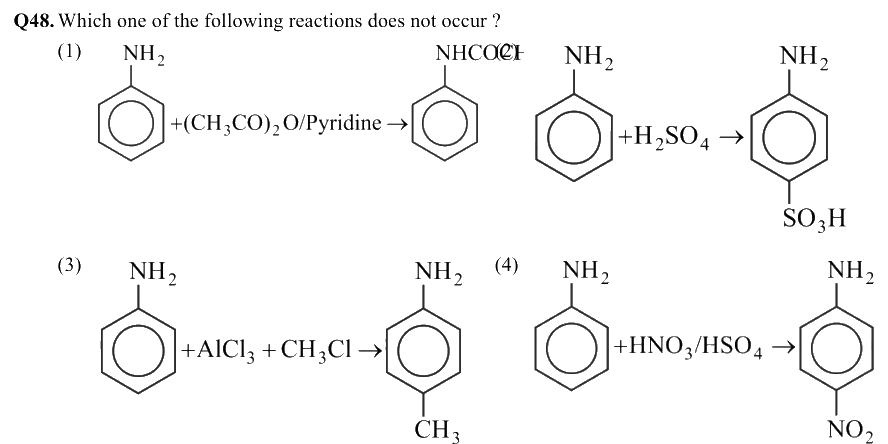 Q48. Which one of the following reactions does not occur ?
(1) NH2 +(CH3CO)2O/Pyridine →
(2) NH2 +H2SO4 → NH2 SO3H
(3) NH2 +AlCl3 + CH3Cl → NH2 CH3
(4) NH2 +HNO3/HSO4 → NH2 NO2